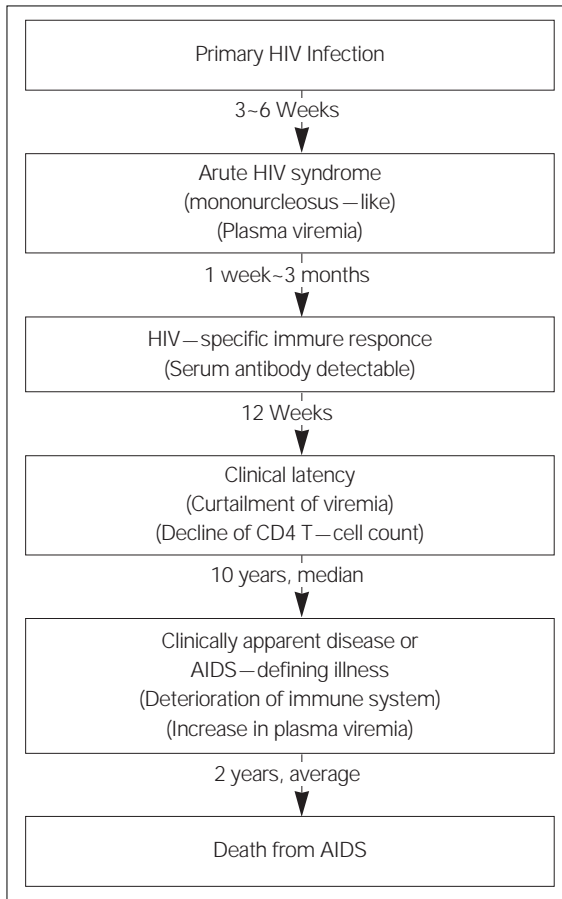 Primary HIV Infection
3~6 Weeks
Arute HIV syndrome
(mononurcleosus—like)
(Plasma viremia)
1 week~3 months
HIV—specific immune responce
(Serum antibody detectable)
12 Weeks
Clinical latency
(Curtailment of viremia)
(Decline of CD4 T—cell count)
10 years, median
Clinically apparent disease or
AIDS—defining illness
(Deterioration of immune system)
(Increase in plasma viremia)
2 years, average
Death from AIDS